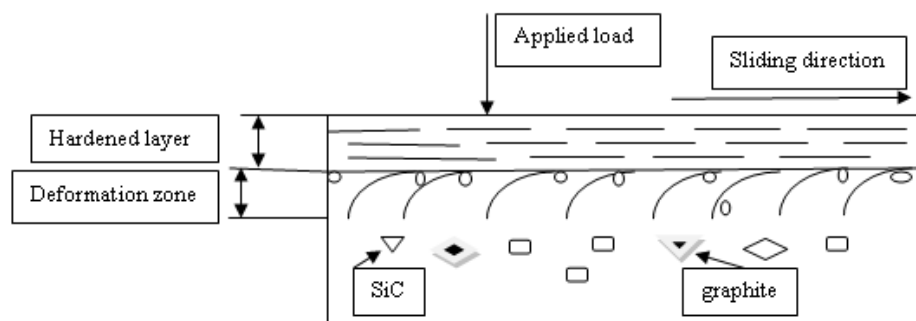 Applied load
Sliding direction
Hardened layer
Deformation zone
SiC
graphite